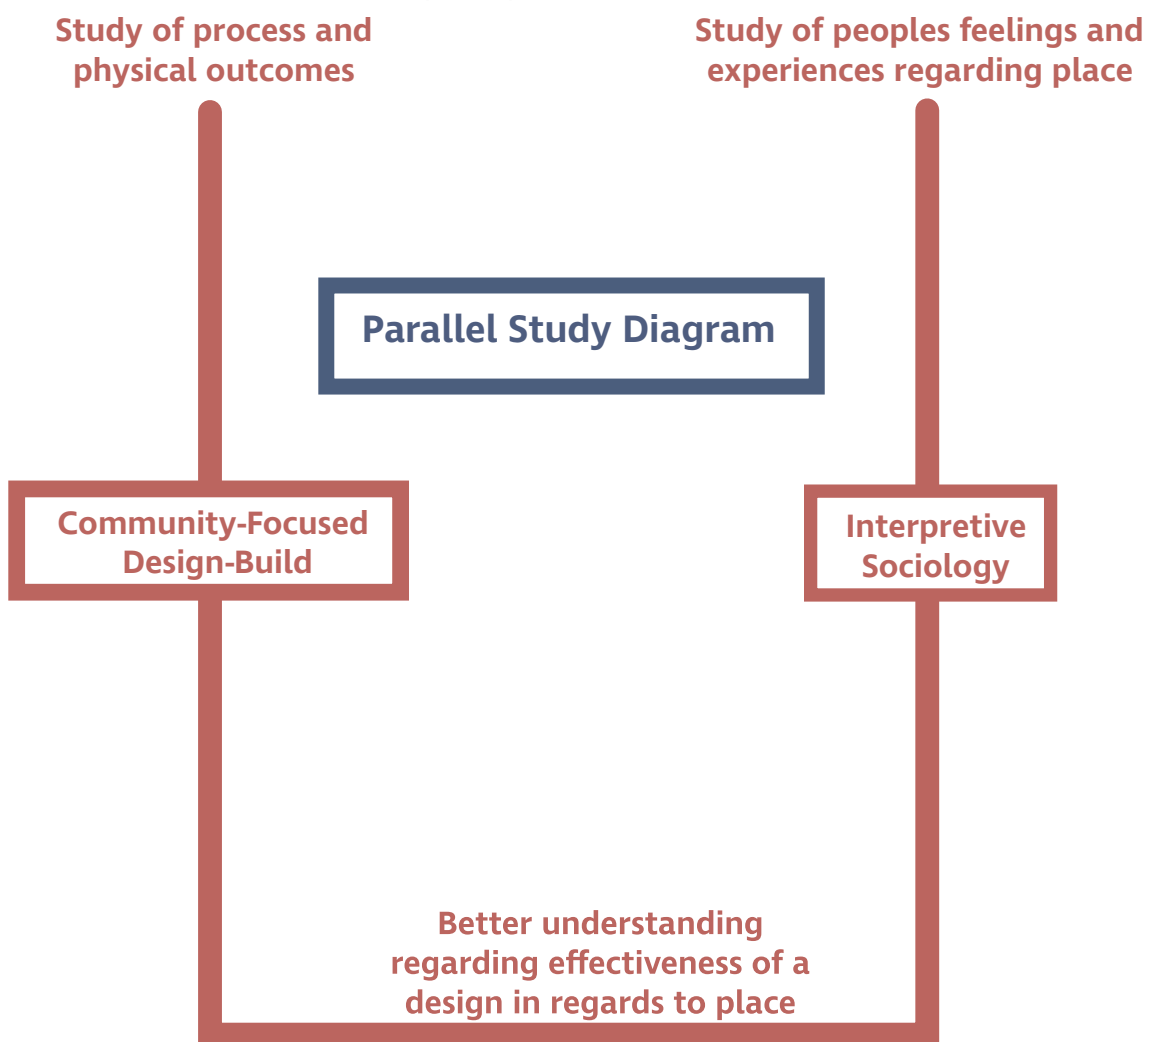 Study of process and
physical outcomes
Study of peoples feelings and
experiences regarding place
Parallel Study Diagram
Community-Focused
Design-Build
Interpretive
Sociology
Better understanding
regarding effectiveness of a
design in regards to place